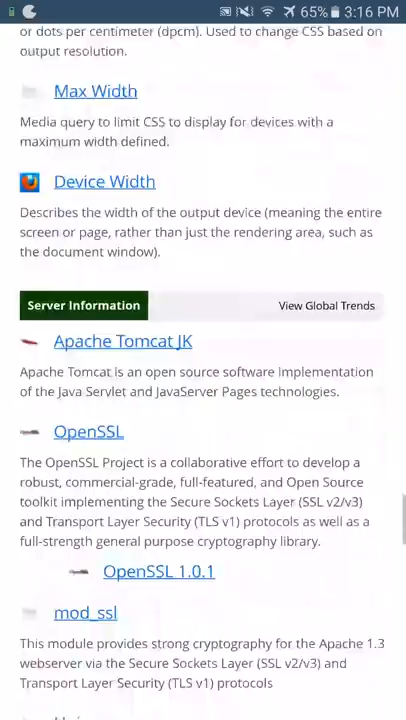 65% 3:16 PM
or dots per centimeter (dpcm). Used to change CSS based on
output resolution.
Max Width
Media query to limit CSS to display for devices with a
maximum width defined.
Device Width
Describes the width of the output device (meaning the entire
screen or page, rather than just the rendering area, such as
the document window).
Server Information View Global Trends
Apache Tomcat JK
Apache Tomcat is an open source software implementation
of the Java Servlet and JavaServer Pages technologies.
OpenSSL
The OpenSSL Project is a collaborative effort to develop a
robust, commercial-grade, full-featured, and Open Source
toolkit implementing the Secure Sockets Layer (SSL v2/v3)
and Transport Layer Security (TLS v1) protocols as well as a
full-strength general purpose cryptography library.
OpenSSL 1.0.1
mod_ssl
This module provides strong cryptography for the Apache 1.3
webserver via the Secure Sockets Layer (SSL v2/v3) and
Transport Layer Security (TLS v1) protocols